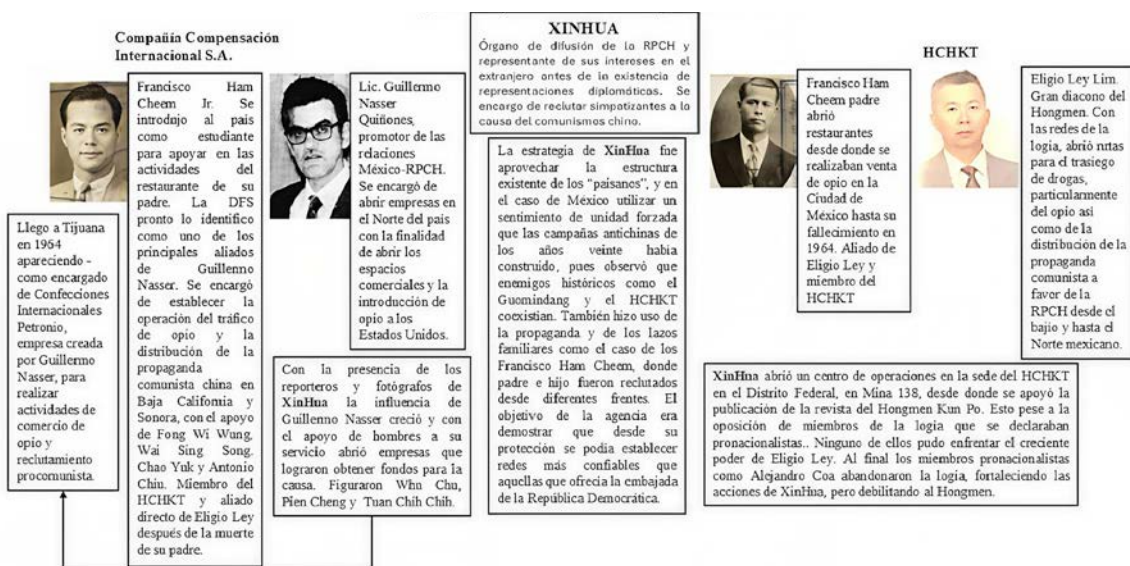 Compañía Compensación
Internacional S.A.
Llego a Tijuana
en 1964
apareciendo -
como encargado
de Confecciones
Internacionales
Petronio,
empresa creada
por Guillermo
Nasser, para
realizar
actividades de
comercio de
opio y
reclutamiento
procomunista.
Francisco Ham
Cheem Jr. Se
introdujo al país
como estudiante
para apoyar en las
actividades del
restaurante de su
padre. La DFS
pronto lo identifico
como uno de los
principales aliados
de Guillermo
Nasser. Se encargó
de establecer la
operación del tráfico
de opio y la
distribución de la
propaganda
comunista china en
Baja California y
Sonora, con el apoyo
de Fong Wi Wung,
Wai Sing Song,
Chao Yuk y Antonio
Chiu. Miembro del
HCHKT y aliado
directo de Eligio Ley
después de la muerte
de su padre.
Lic. Guillermo
Nasser
Quiñones,
promotor de las
relaciones
México-RPCH.
Se encargó de
abrir empresas en
el Norte del país
con la finalidad
de abrir los
espacios
comerciales y la
introducción de
opio a los
Estados Unidos.
Con la presencia de los
reporteros y fotógrafos de
XinHua la influencia de
Guillermo Nasser creció y con
el apoyo de hombres a su
servicio abrió empresas que
lograron obtener fondos para la
causa. Figuraron Whu Chu,
Pien Cheng y Tuan Chih Chih.
XINHUA
Órgano de difusión de la RPCH y
representante de sus intereses en el
extranjero antes de la existencia de
representaciones diplomáticas. Se
encargo de reclutar simpatizantes a la
causa del comunismos chino.
La estrategia de XinHua fue
aprovechar la estructura
existente de los "paisanos", y en
el caso de México utilizar un
sentimiento de unidad forzada
que las campañas antichinas de
los años veinte había
construido, pues observó que
enemigos históricos como el
Guomindang y el HCHKT
coexistían. También hizo uso de
la propaganda y de los lazos
familiares como el caso de los
Francisco Ham Cheem, donde
padre e hijo fueron reclutados
desde diferentes frentes. El
objetivo de la agencia era
demostrar que desde su
protección se podía establecer
redes más confiables que
aquellas que ofrecía la embajada
de la República Democrática.
HCHKT
Francisco Ham
Cheem padre
abrió
restaurantes
desde donde se
realizaban venta
de opio en la
Ciudad de
México hasta su
fallecimiento en
1964. Aliado de
Eligio Ley y
miembro del
HCHKT
Eligio Ley Lim.
Gran diacono del
Hongmen. Con
las redes de la
logia, abrió rutas
para el trasiego
de drogas,
particularmente
del opio así
como de la
distribución de la
propaganda
comunista a
favor de la
RPCH desde el
bajío y hasta el
Norte mexicano.
XinHua abrió un centro de operaciones en la sede del HCHKT
en el Distrito Federal, en Mina 138, desde donde se apoyó la
publicación de la revista del Hongmen Kun Po. Esto pese a la
oposición de miembros de la logia que se declaraban
pronacionalistas.. Ninguno de ellos pudo enfrentar el creciente
poder de Eligio Ley. Al final los miembros pronacionalistas
como Alejandro Coa abandonaron la logia, fortaleciendo las
acciones de XinHua, pero debilitando al Hongmen.